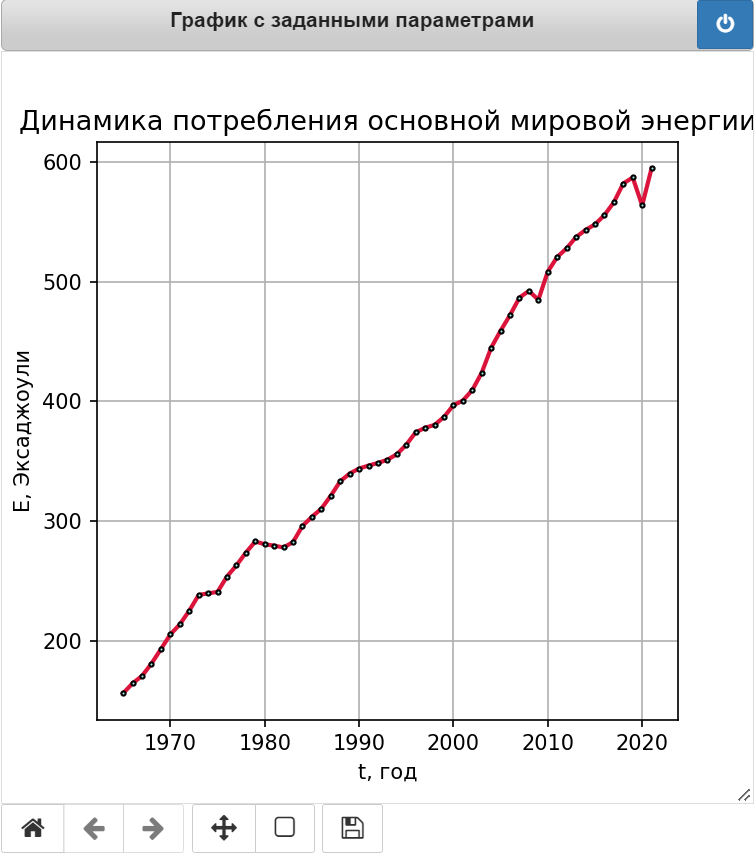 График с заданными параметрами
Динамика потребления основной мировой энергии
600
500
400
300
200
E, Эксаджоули
1970 1980 1990 2000 2010 2020
t, год